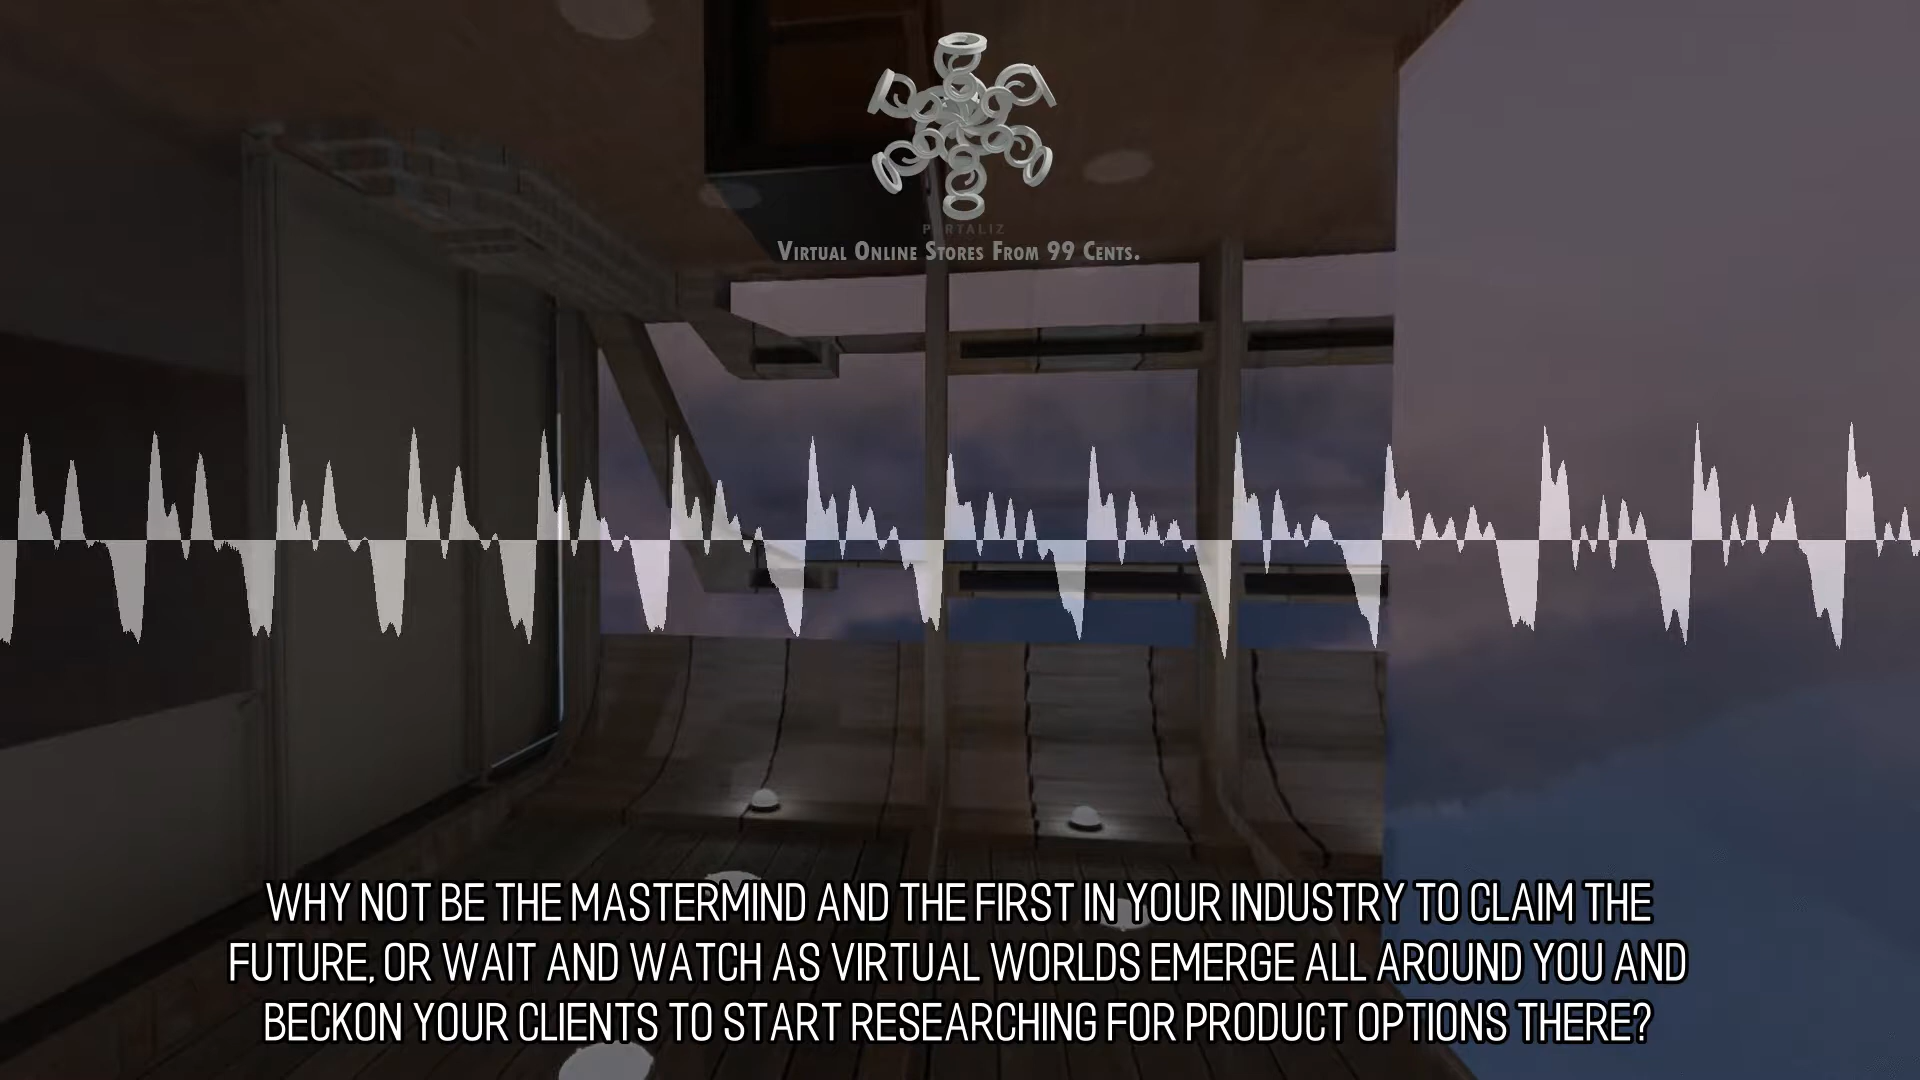 PORTALIZ
Virtual Online Stores From 99 Cents.
WHY NOT BE THE MASTERMIND AND THE FIRST IN YOUR INDUSTRY TO CLAIM THE
FUTURE, OR WAIT AND WATCH AS VIRTUAL WORLDS EMERGE ALL AROUND YOU AND
BECKON YOUR CLIENTS TO START RESEARCHING FOR PRODUCT OPTIONS THERE?